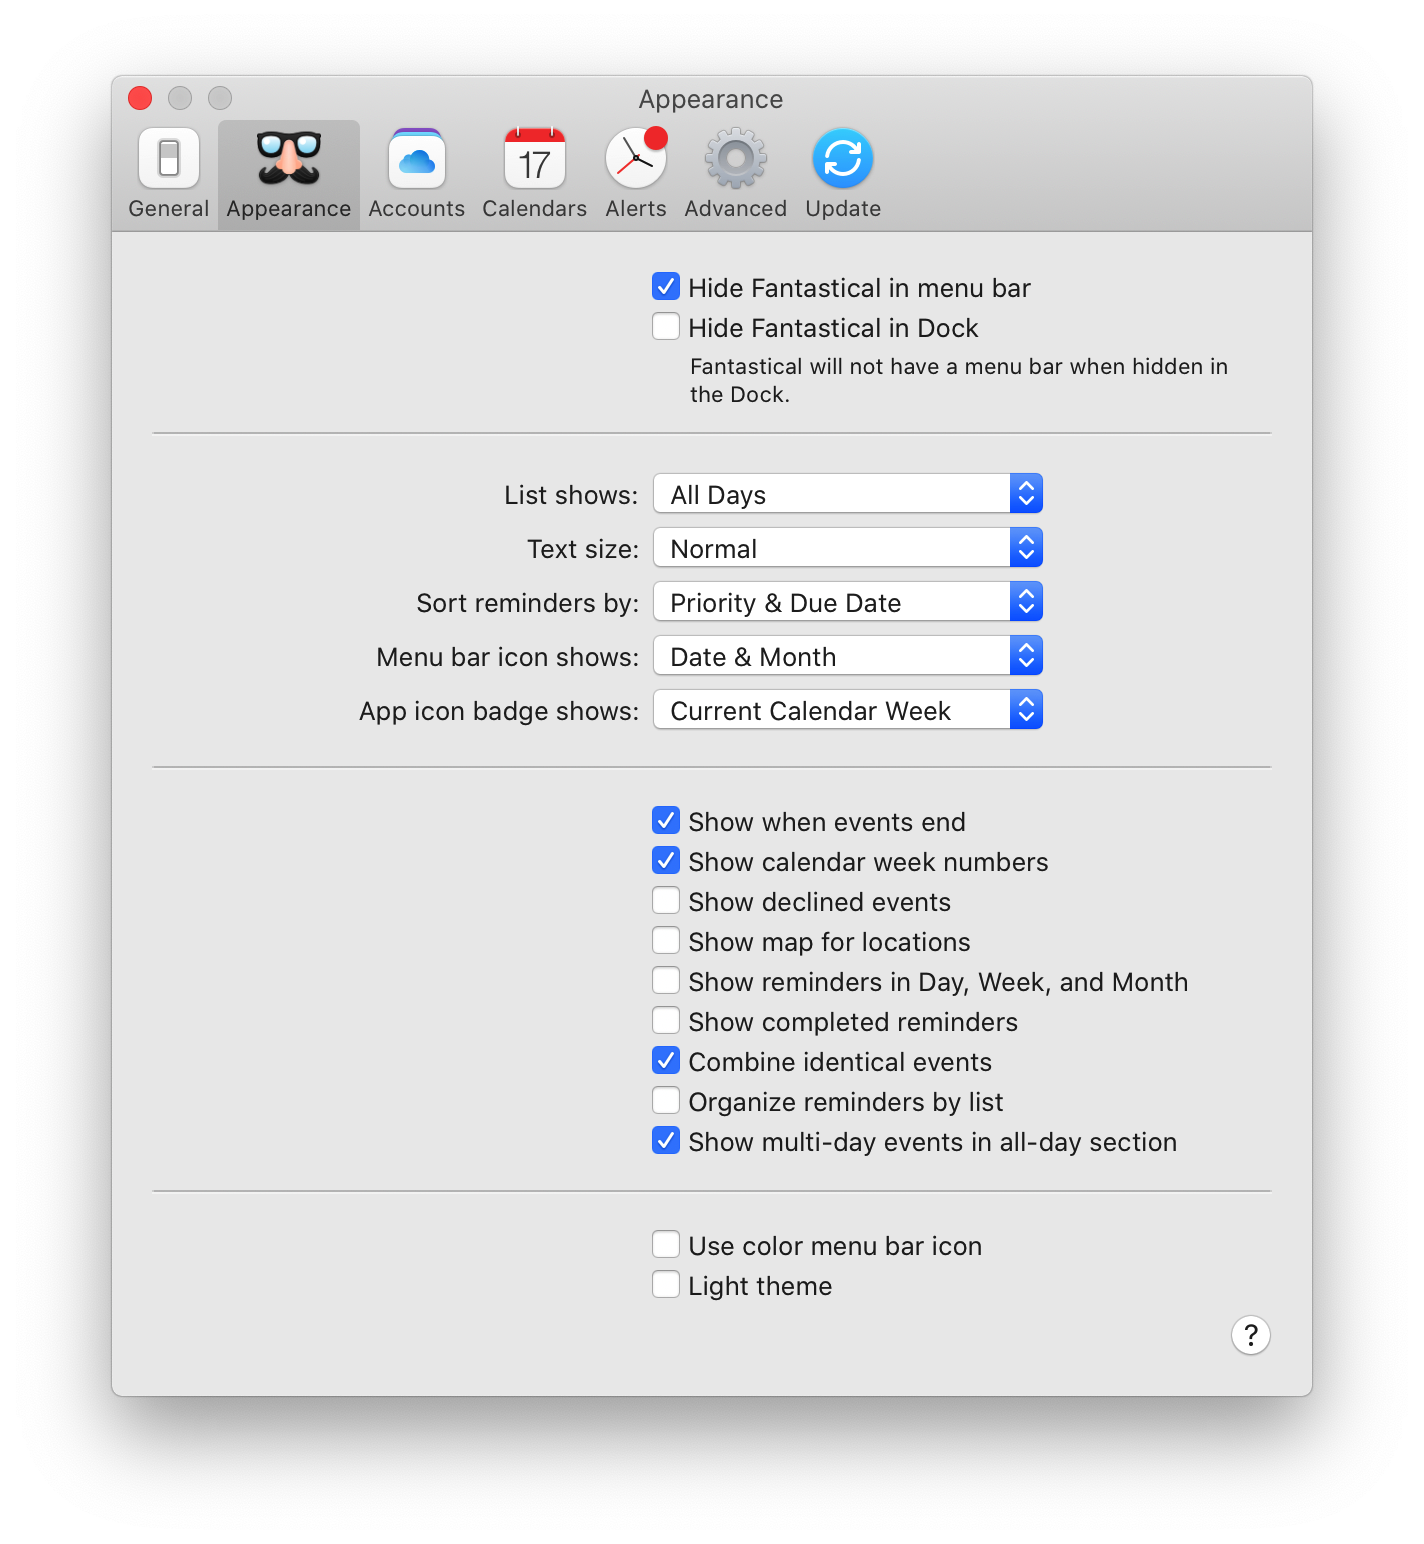 Appearance
General
Appearance
Accounts
17
Calendars
Alerts
Advanced
Update
Hide Fantastical in menu bar
Hide Fantastical in Dock
Fantastical will not have a menu bar when hidden in
the Dock.
List shows: All Days
Text size: Normal
Sort reminders by: Priority & Due Date
Menu bar icon shows: Date & Month
App icon badge shows: Current Calendar Week
Show when events end
Show calendar week numbers
Show declined events
Show map for locations
Show reminders in Day, Week, and Month
Show completed reminders
Combine identical events
Organize reminders by list
Show multi-day events in all-day section
Use color menu bar icon
Light theme
?